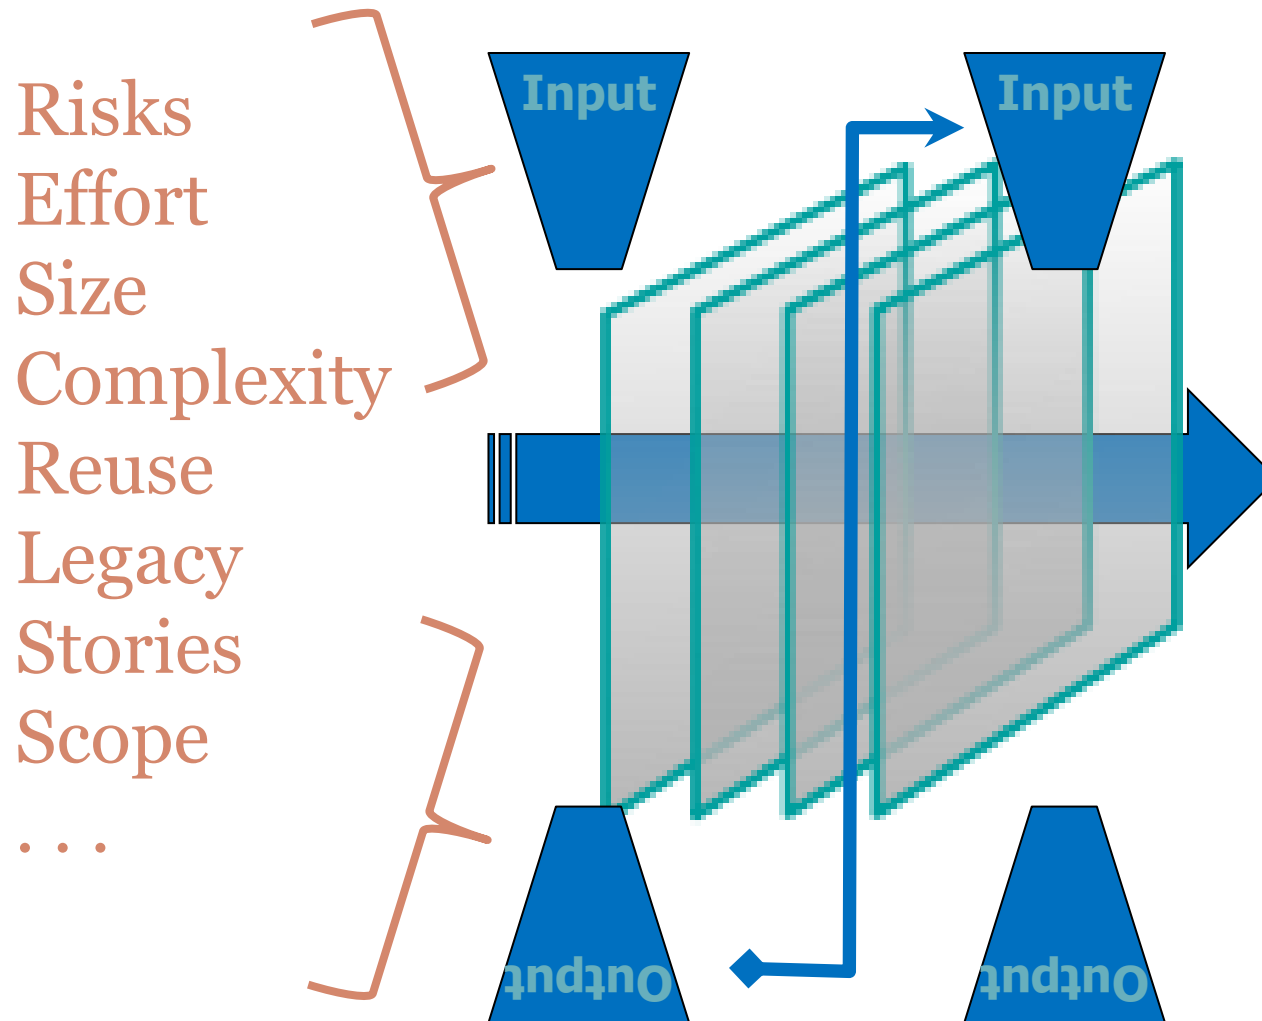 Risks
Effort
Size
Complexity
Reuse
Legacy
Stories
Scope
. . .
Input
Input
Output
Output